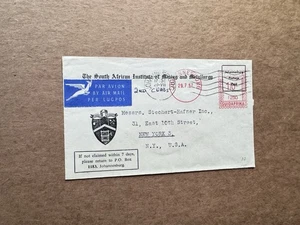 The South African Institute of Mining and Metallurgy
PAR AVION
BY AIR MAIL
PER LUGPOS
2ND CLASS.
Messrs. Stechert-Hafner Inc.,
31, East 10th Street,
NEW YORK 3,
N.Y., U.S.A.
If not claimed within 7 days,
please return to P.O. Box
1183, Johannesburg